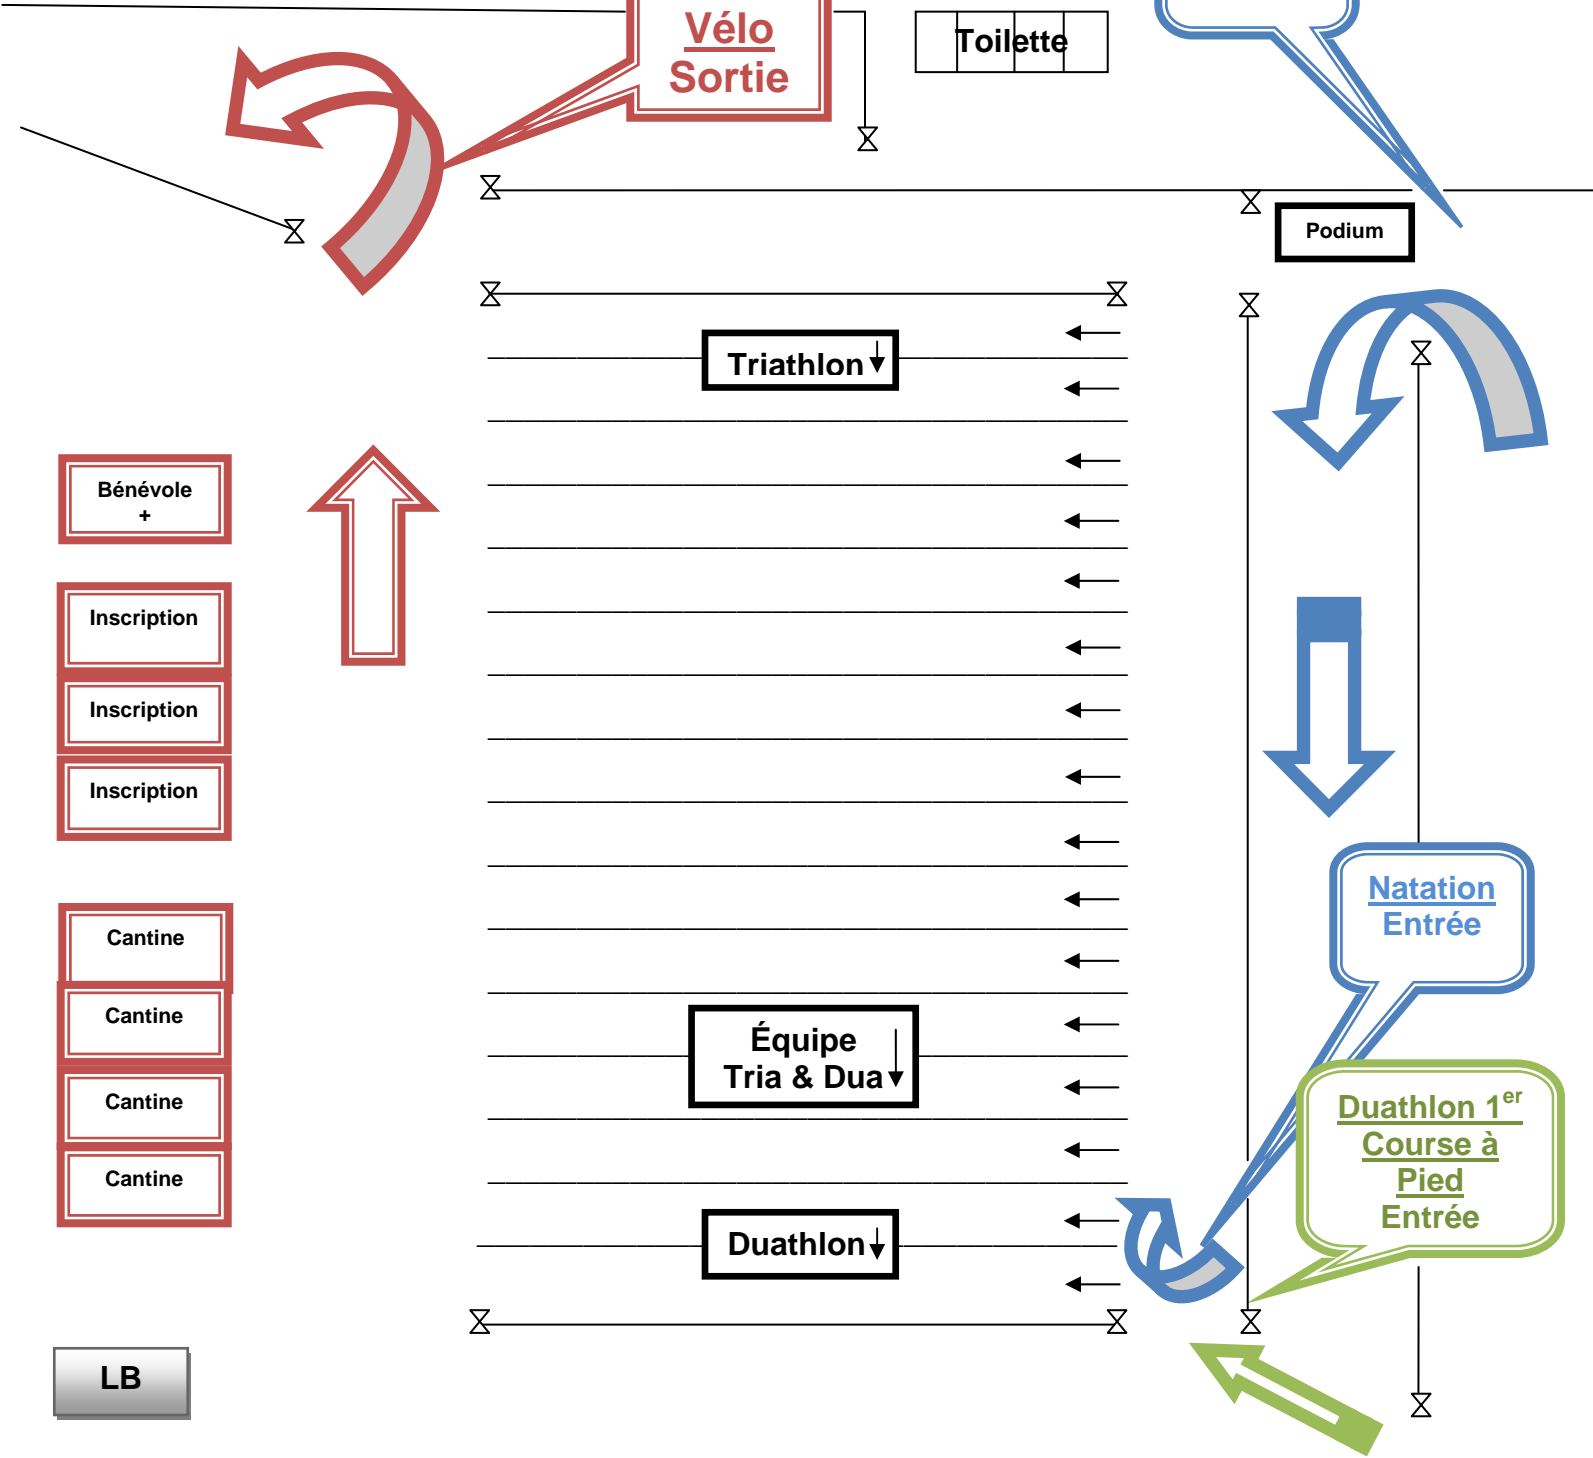 Vélo
Sortie
Toilette
Podium
Triathlon
Bénévole
+
Inscription
Inscription
Inscription
Natation
Entrée
Cantine
Cantine
Cantine
Cantine
Équipe
Tria & Dua
Duathlon 1er
Course à
Pied
Entrée
Duathlon
LB